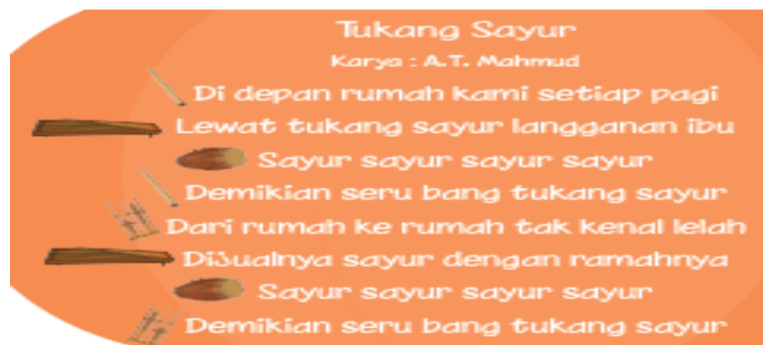 Tukang Sayur
Karya : A.T. Mahmud
Di depan rumah kami setiap pagi
Lewat tukang sayur langganan ibu
Sayur sayur sayur sayur
Demikian seru bang tukang sayur
Dari rumah ke rumah tak kenal lelah
Dijualnya sayur dengan ramahnya
Sayur sayur sayur sayur
Demikian seru bang tukang sayur